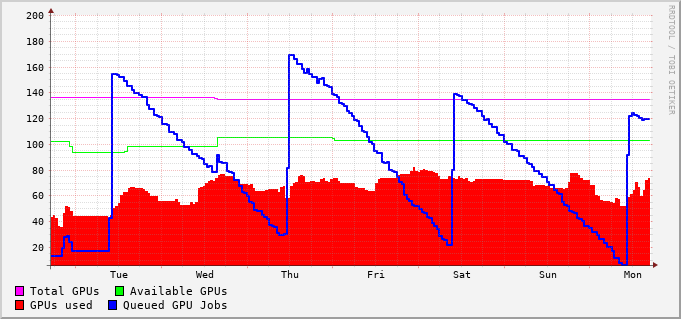 200
180
160
140
120
100
80
60
40
20
Tue Wed Thu Fri Sat Sun Mon
Total GPUs Available GPUs
GPUs used Queued GPU Jobs
RRDTOOL / TOBI OETIKER